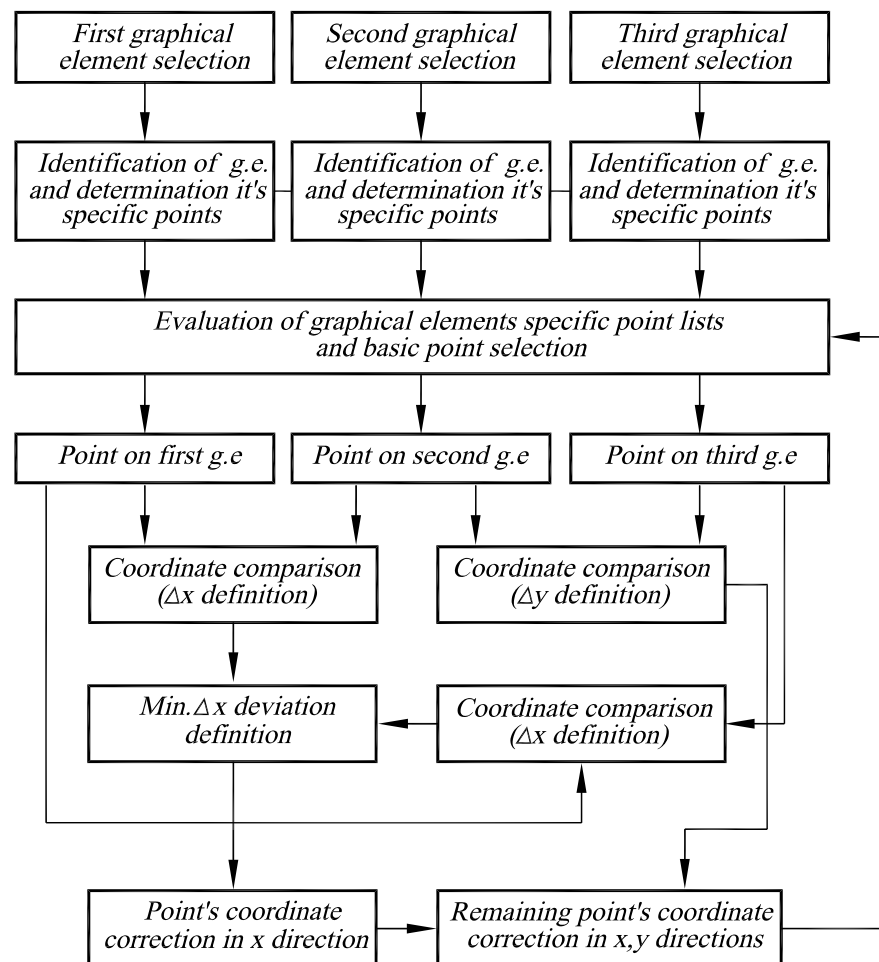 First graphical
element selection
Second graphical
element selection
Third graphical
element selection
Identification of g.e.
and determination it's
specific points
Identification of g.e.
and determination it's
specific points
Identification of g.e.
and determination it's
specific points
Evaluation of graphical elements specific point lists
and basic point selection
Point on first g.e
Point on second g.e
Point on third g.e
Coordinate comparison
(Δx definition)
Coordinate comparison
(Δy definition)
Min.Δx deviation
definition
Coordinate comparison
(Δx definition)
Point's coordinate
correction in x direction
Remaining point's coordinate
correction in x,y directions